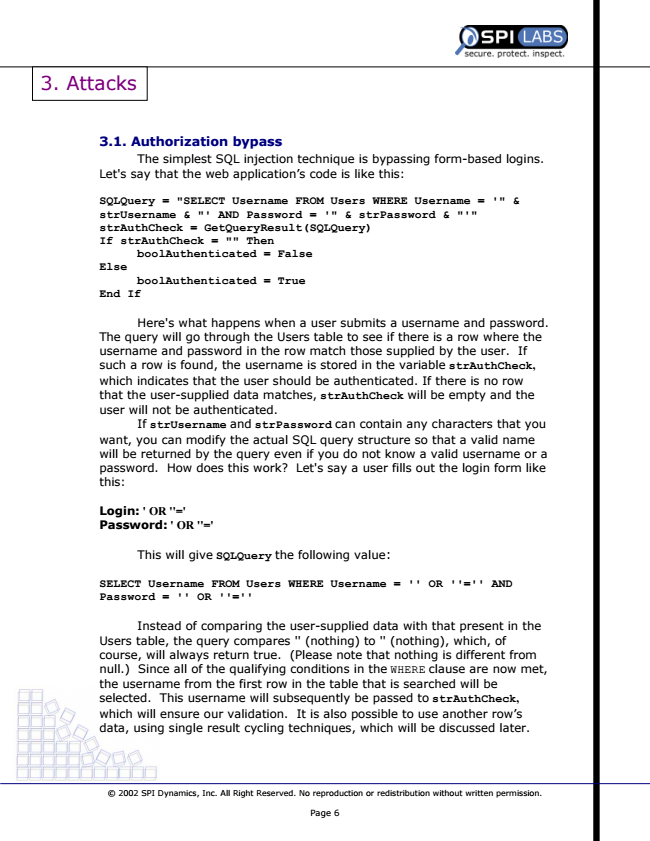 SPI LABS
secure. protect. inspect.
3. Attacks
3.1. Authorization bypass
The simplest SQL injection technique is bypassing form-based logins.
Let's say that the web application's code is like this:
SQLQuery = "SELECT Username FROM Users WHERE Username = '" &
strUsername & "' AND Password = '" & strPassword & "'"
strAuthCheck = GetQueryResult(SQLQuery)
If strAuthCheck = "" Then
boolAuthenticated = False
Else
boolAuthenticated = True
End If
Here's what happens when a user submits a username and password.
The query will go through the Users table to see if there is a row where the
username and password in the row match those supplied by the user. If
such a row is found, the username is stored in the variable strAuthCheck,
which indicates that the user should be authenticated. If there is no row
that the user-supplied data matches, strAuthCheck will be empty and the
user will not be authenticated.
If strUsername and strPassword can contain any characters that you
want, you can modify the actual SQL query structure so that a valid name
will be returned by the query even if you do not know a valid username or a
password. How does this work? Let's say a user fills out the login form like
this:
Login: ' OR ''='
Password: ' OR ''='
This will give SQLQuery the following value:
SELECT Username FROM Users WHERE Username = '' OR ''='' AND
Password = '' OR ''=''
Instead of comparing the user-supplied data with that present in the
Users table, the query compares '' (nothing) to '' (nothing), which, of
course, will always return true. (Please note that nothing is different from
null.) Since all of the qualifying conditions in the WHERE clause are now met,
the username from the first row in the table that is searched will be
selected. This username will subsequently be passed to strAuthCheck,
which will ensure our validation. It is also possible to use another row's
data, using single result cycling techniques, which will be discussed later.
© 2002 SPI Dynamics, Inc. All Right Reserved. No reproduction or redistribution without written permission.
Page 6